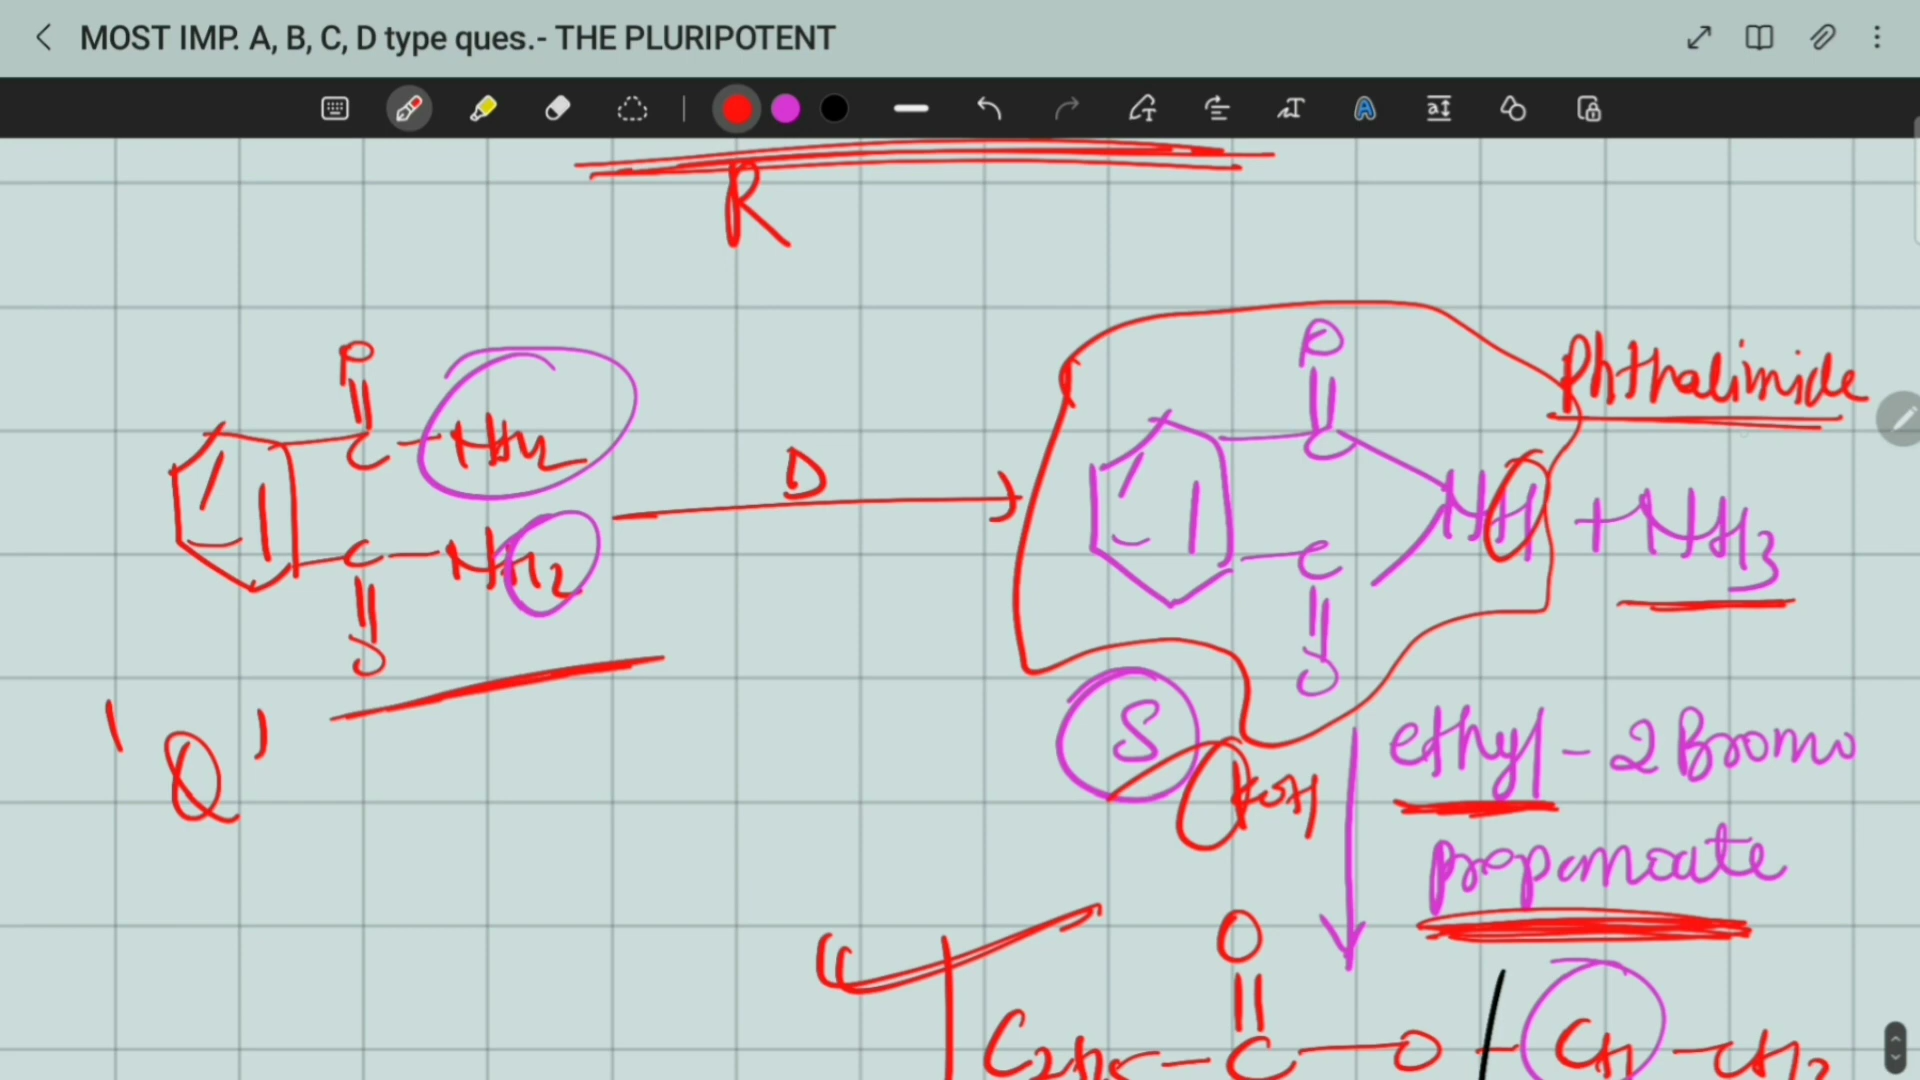 MOST IMP. A, B, C, D type ques.- THE PLURIPOTENT
R
O
O
Phthalimide
C - NH2
C
D
NH + NH3
C - NH2
C
O
O
'Q'
S
ethyl - 2 Bromo
KOH
propanoate
O
C2H5 - C - O - CH - CH3